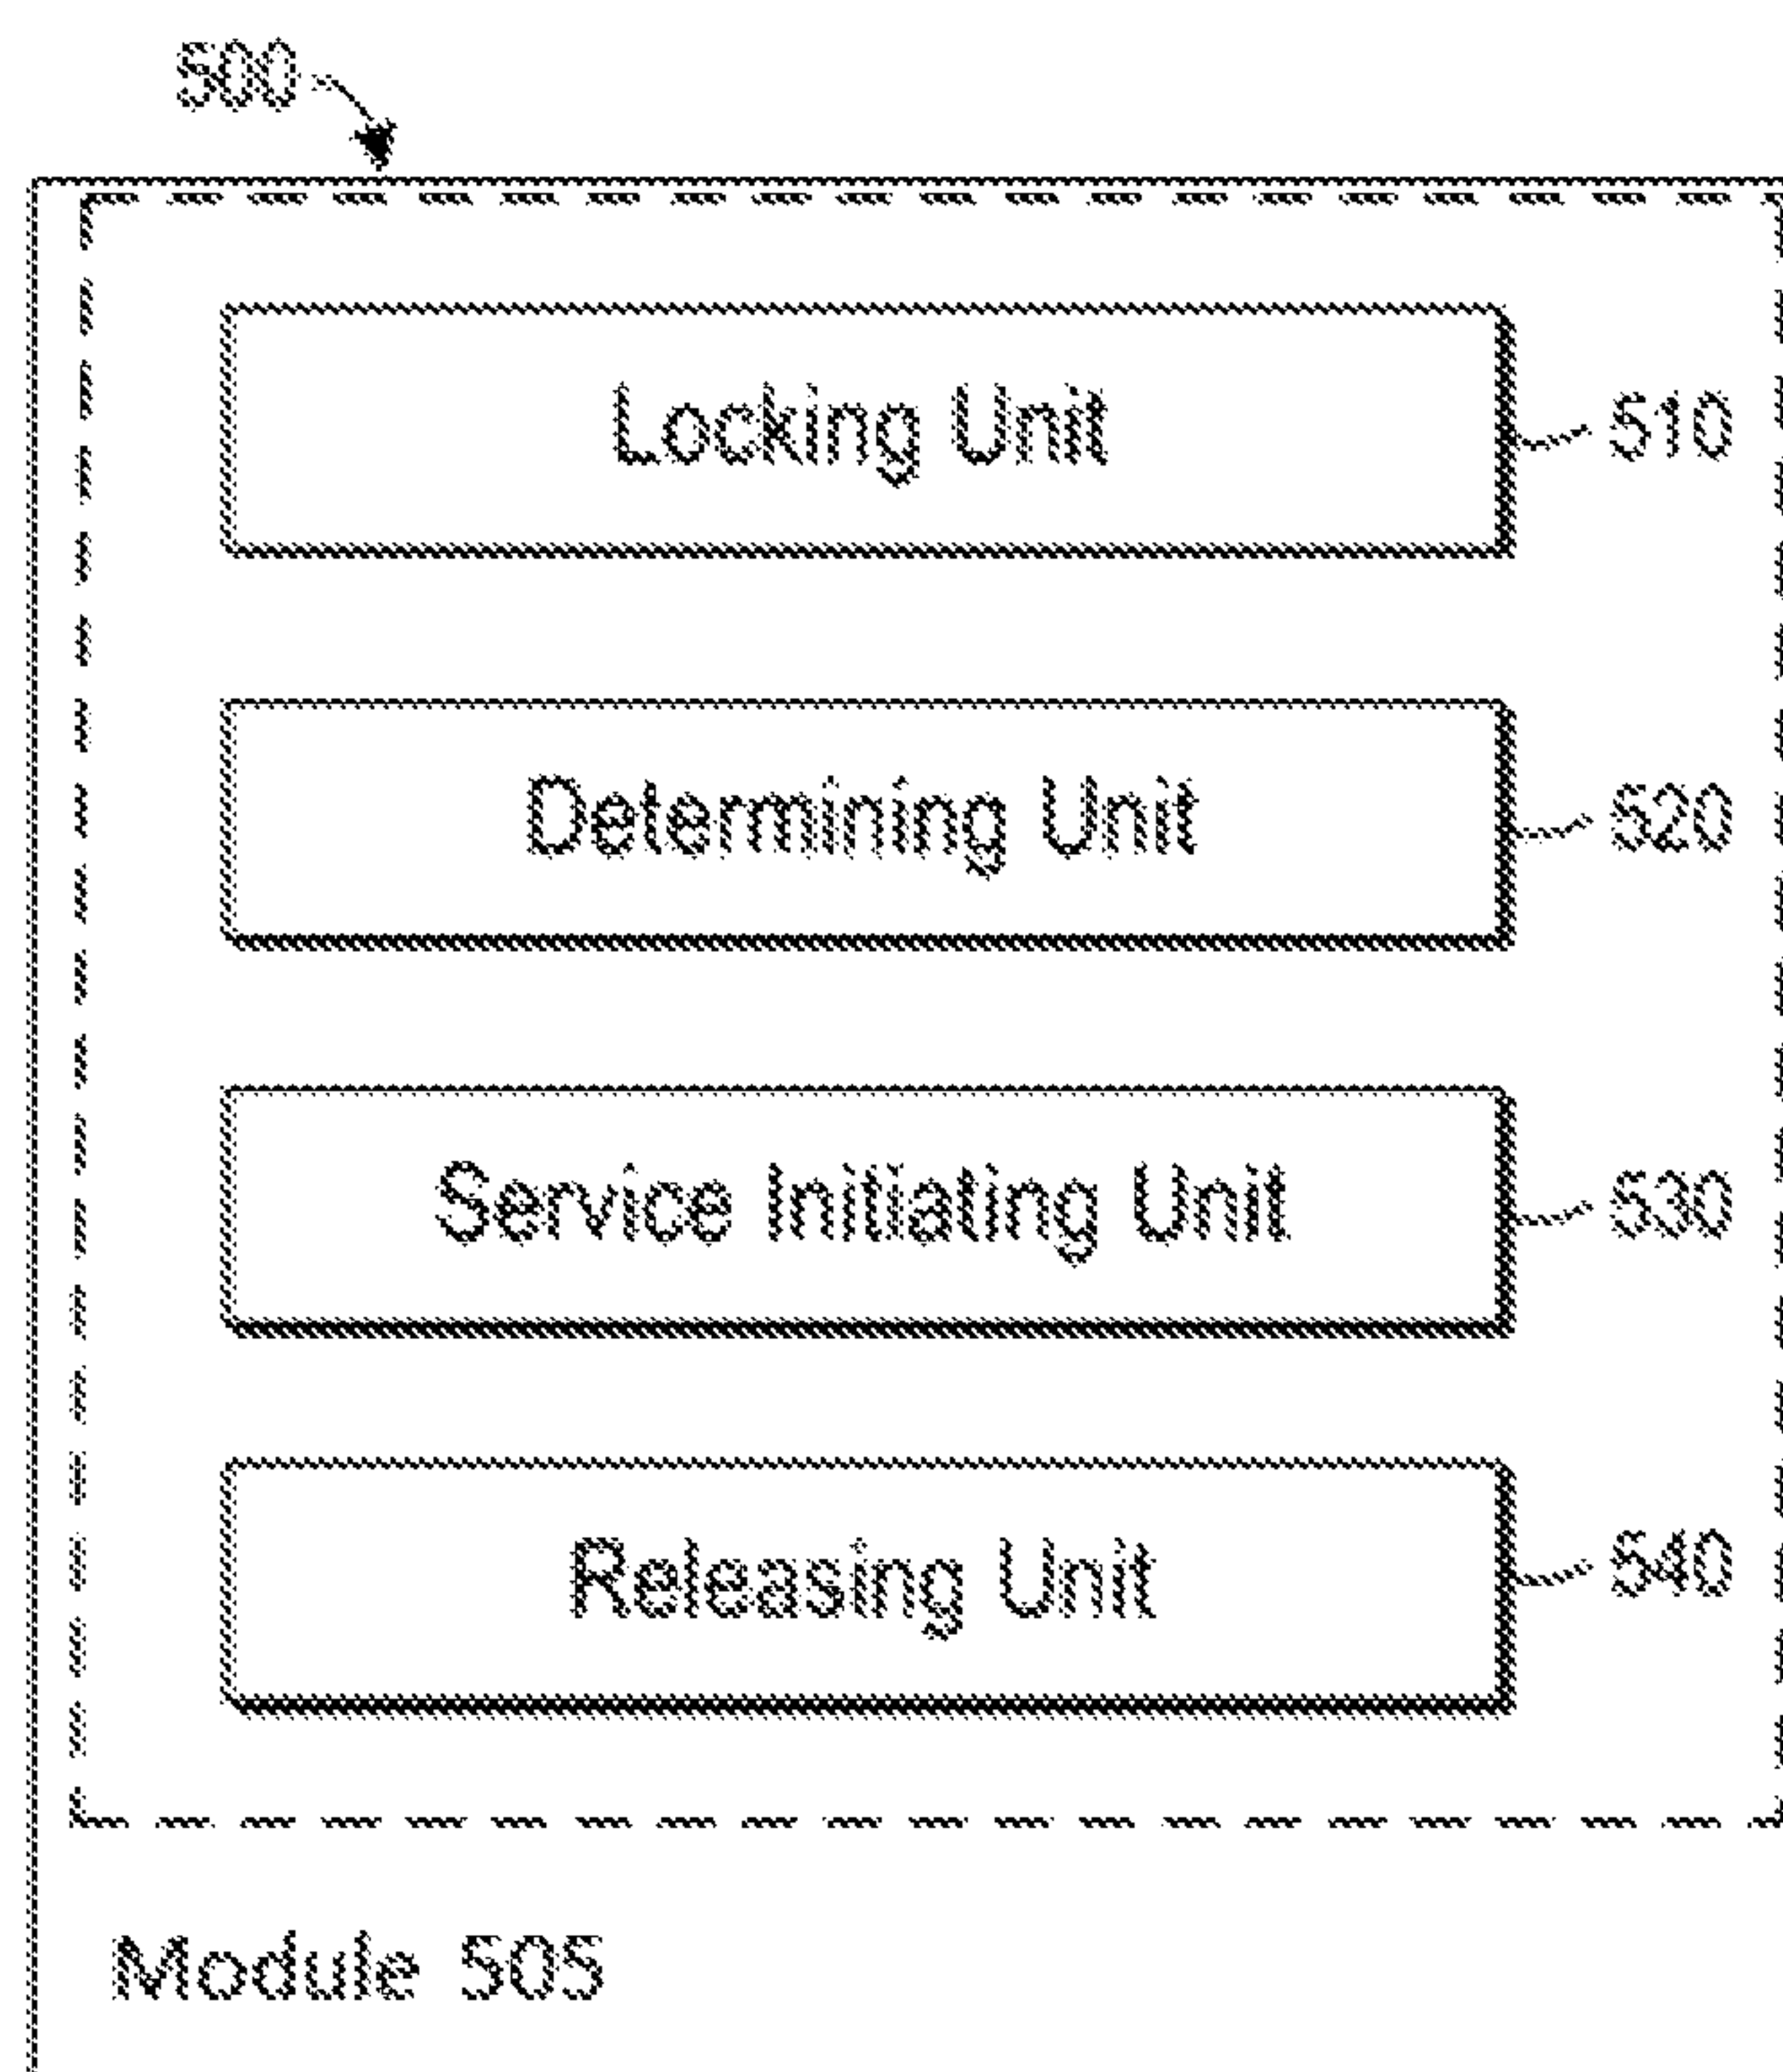 500
Locking Unit 510
Determining Unit 520
Service Initiating Unit 530
Releasing Unit 540
Module 505